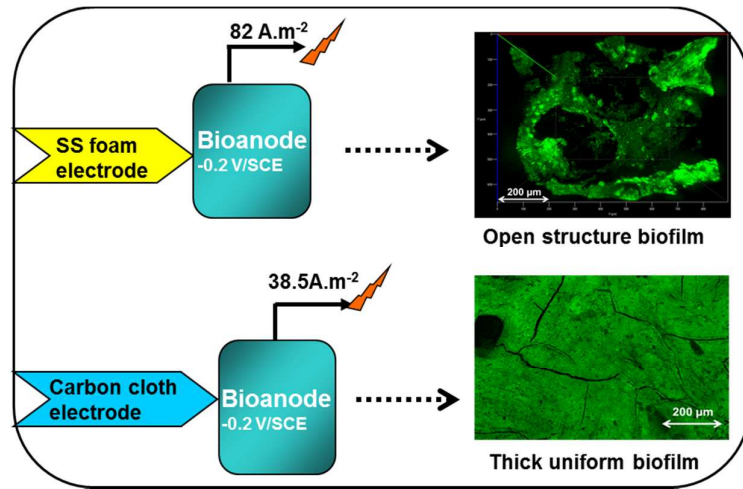 82 A.m-2
SS foam
electrode
Bioanode
-0.2 V/SCE
200 µm
Open structure biofilm
38.5A.m-2
Carbon cloth
electrode
Bioanode
-0.2 V/SCE
200 µm
Thick uniform biofilm